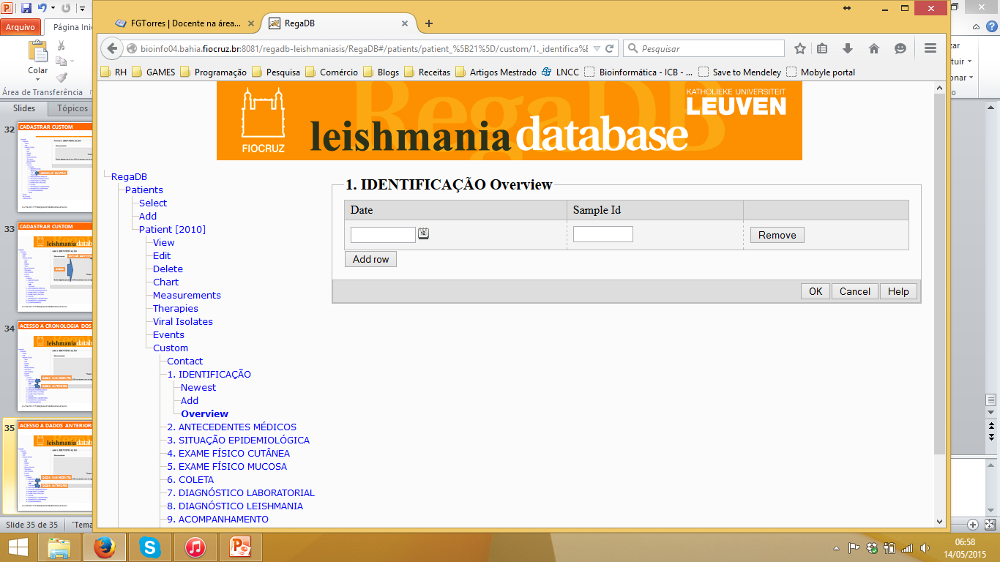 FGTorres | Docente na área...
RegaDB
Arquivo
Página Inic
bioinfo04.bahia.fiocruz.br:8081/regadb-leishmaniasis/RegaDB#/patients/patient_%5B21%5D/custom/1._identifica%
Pesquisar
Colar
Área de Transferência
RH
GAMES
Programação
Pesquisa
Comércio
Blogs
Receitas
Artigos Mestrado
LNCC
Bioinformática - ICB - ...
Save to Mendeley
Mobyle portal
Slides
Tópicos
FIOCRUZ
leishmania database
KATHOLIEKE UNIVERSITEIT
LEUVEN
RegaDB
32
CADASTRAR CUSTOM
33
CADASTRAR CUSTOM
34
ACESSO A CRONOLOGIA DOS
35
ACESSO A DADOS ANTERIOR
RegaDB
Patients
Select
Add
Patient [2010]
View
Edit
Delete
Chart
Measurements
Therapies
Viral Isolates
Events
Custom
Contact
1. IDENTIFICAÇÃO
Newest
Add
Overview
2. ANTECEDENTES MÉDICOS
3. SITUAÇÃO EPIDEMIOLÓGICA
4. EXAME FÍSICO CUTÂNEA
5. EXAME FÍSICO MUCOSA
6. COLETA
7. DIAGNÓSTICO LABORATORIAL
8. DIAGNÓSTICO LEISHMANIA
9. ACOMPANHAMENTO
1. IDENTIFICAÇÃO Overview
Date
Sample Id
12
Remove
Add row
OK
Cancel
Help
Slide 35 de 35
"Tema
06:58
14/05/2015